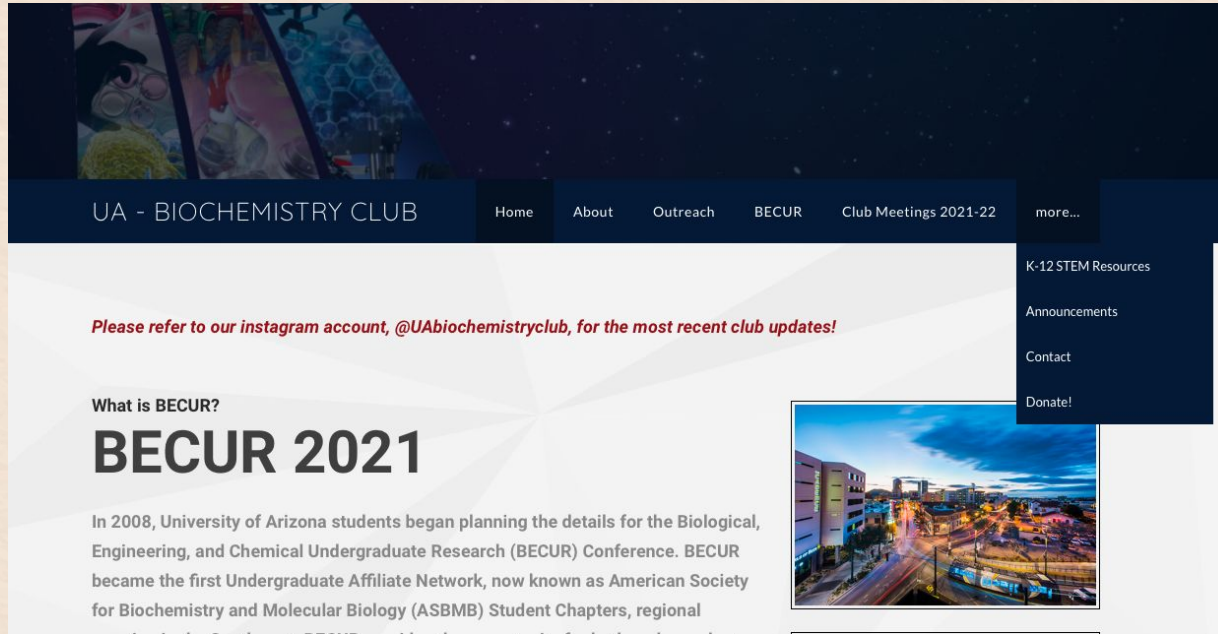 UA - BIOCHEMISTRY CLUB
Home
About
Outreach
BECUR
Club Meetings 2021-22
more...
K-12 STEM Resources
Announcements
Contact
Donate!
Please refer to our instagram account, @UAbiochemistryclub, for the most recent club updates!
What is BECUR?
BECUR 2021
In 2008, University of Arizona students began planning the details for the Biological,
Engineering, and Chemical Undergraduate Research (BECUR) Conference. BECUR
became the first Undergraduate Affiliate Network, now known as American Society
for Biochemistry and Molecular Biology (ASBMB) Student Chapters, regional